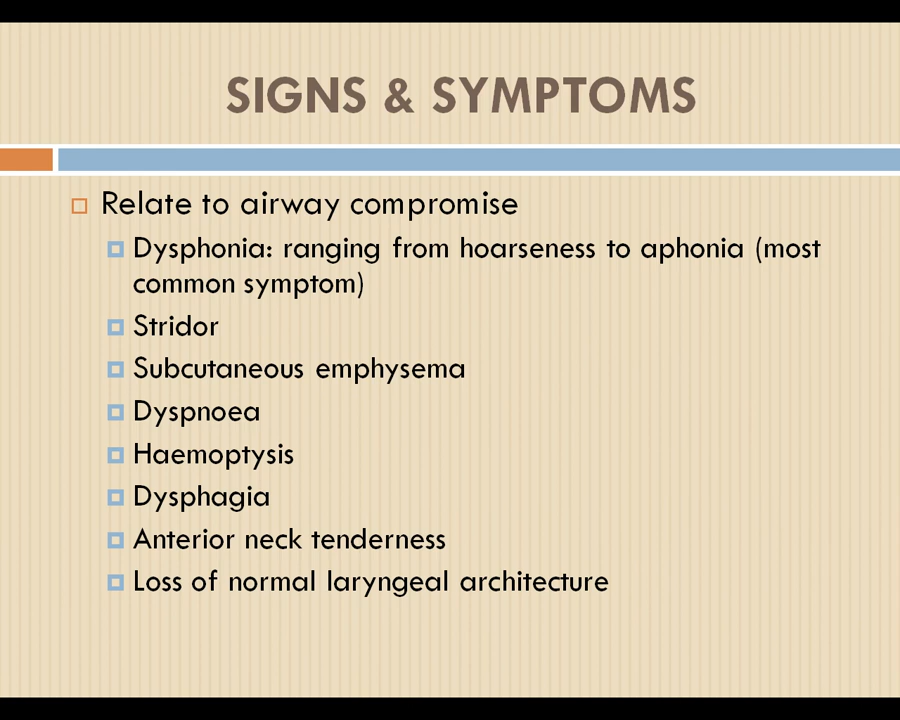 SIGNS & SYMPTOMS
Relate to airway compromise
Dysphonia: ranging from hoarseness to aphonia (most
common symptom)
Stridor
Subcutaneous emphysema
Dyspnoea
Haemoptysis
Dysphagia
Anterior neck tenderness
Loss of normal laryngeal architecture